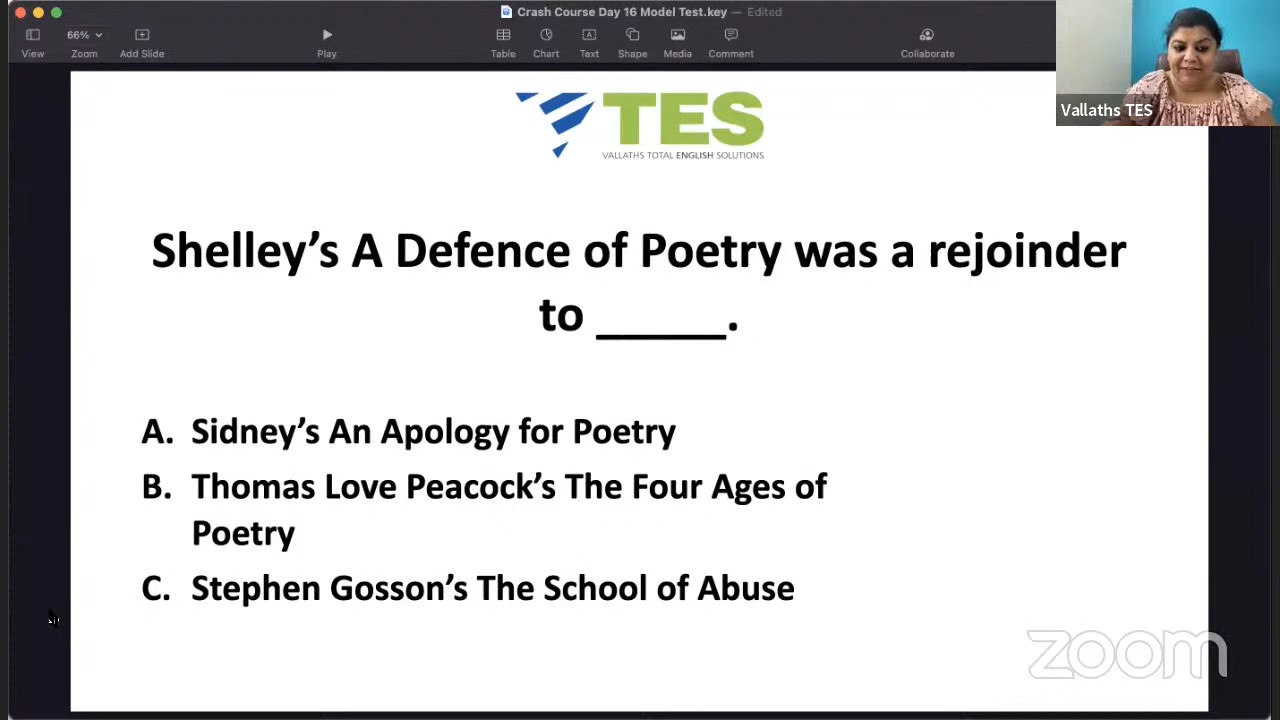 Crash Course Day 16 Model Test.key — Edited
66%
View Zoom Add Slide Play Table Chart Text Shape Media Comment Collaborate
Vallaths TES
TES
VALLATHS TOTAL ENGLISH SOLUTIONS
Shelley’s A Defence of Poetry was a rejoinder
to _____.
A. Sidney’s An Apology for Poetry
B. Thomas Love Peacock’s The Four Ages of
Poetry
C. Stephen Gosson’s The School of Abuse
zoom